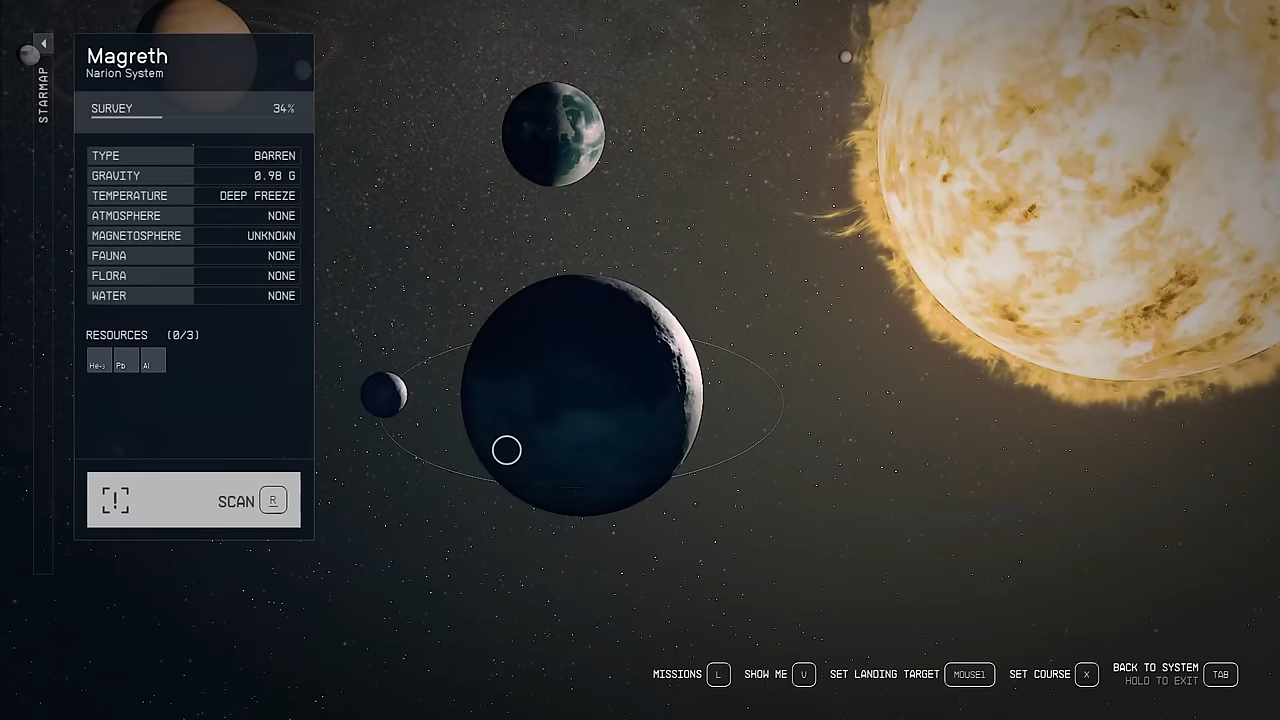 Magreth
Narion System
STARMAP
SURVEY 34%
TYPE BARREN
GRAVITY 0.98 G
TEMPERATURE DEEP FREEZE
ATMOSPHERE NONE
MAGNETOSPHERE UNKNOWN
FAUNA NONE
FLORA NONE
WATER NONE
RESOURCES (0/3)
He-3 Pb Al
SCAN R
MISSIONS L SHOW ME V SET LANDING TARGET MOUSE1 SET COURSE X BACK TO SYSTEM TAB
HOLD TO EXIT